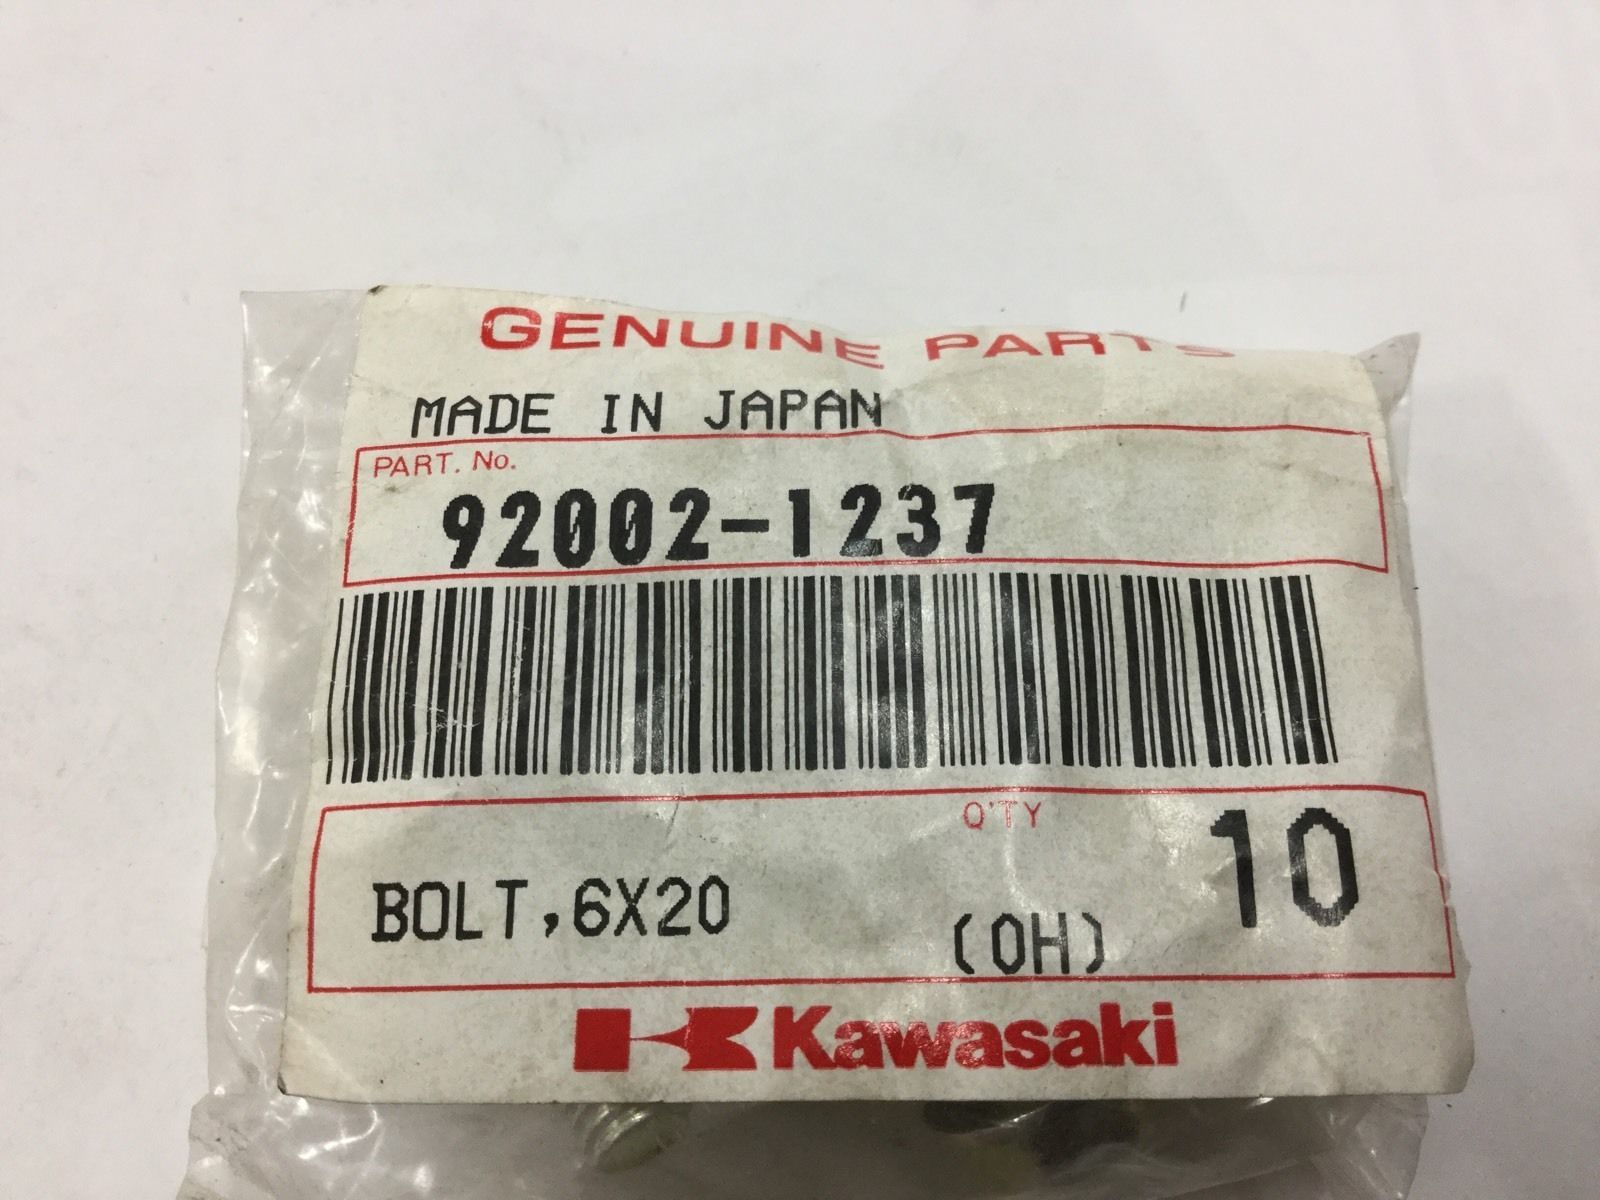 GENUINE PARTS
MADE IN JAPAN
PART. No.
92002-1237
Q'TY
10
BOLT,6X20
(OH)
Kawasaki